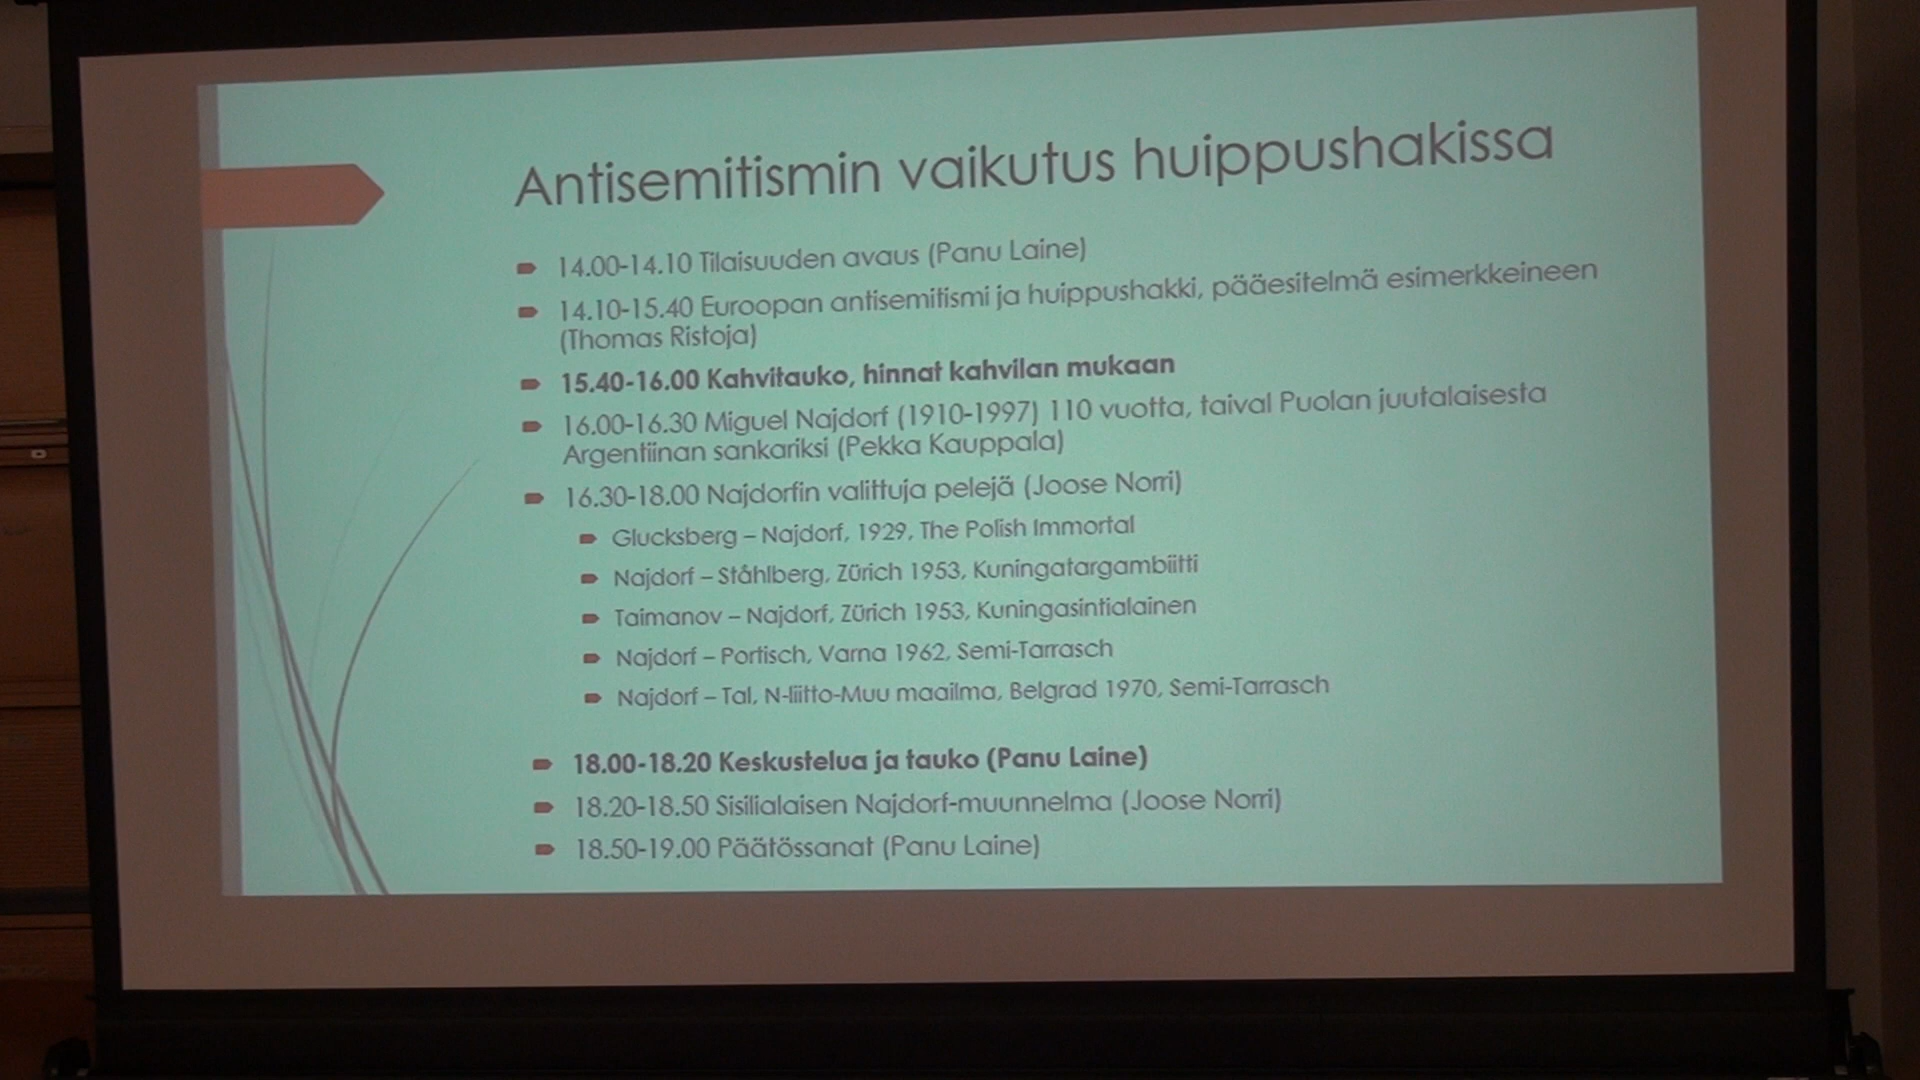 Antisemitismin vaikutus huippushakissa
14.00-14.10 Tilaisuuden avaus (Panu Laine)
14.10-15.40 Euroopan antisemitismi ja huippushakki, pääesitelmä esimerkkeineen
(Thomas Ristoja)
15.40-16.00 Kahvitauko, hinnat kahvilan mukaan
16.00-16.30 Miguel Najdorf (1910-1997) 110 vuotta, taival Puolan juutalaisesta
Argentiinan sankariksi (Pekka Kauppala)
16.30-18.00 Najdorfin valittuja pelejä (Joose Norri)
Glucksberg – Najdorf, 1929, The Polish Immortal
Najdorf – Ståhlberg, Zürich 1953, Kuningatargambiitti
Taimanov – Najdorf, Zürich 1953, Kuningasintialainen
Najdorf – Portisch, Varna 1962, Semi-Tarrasch
Najdorf – Tal, N-liitto-Muu maailma, Belgrad 1970, Semi-Tarrasch
18.00-18.20 Keskustelua ja tauko (Panu Laine)
18.20-18.50 Sisilialaisen Najdorf-muunnelma (Joose Norri)
18.50-19.00 Päätössanat (Panu Laine)